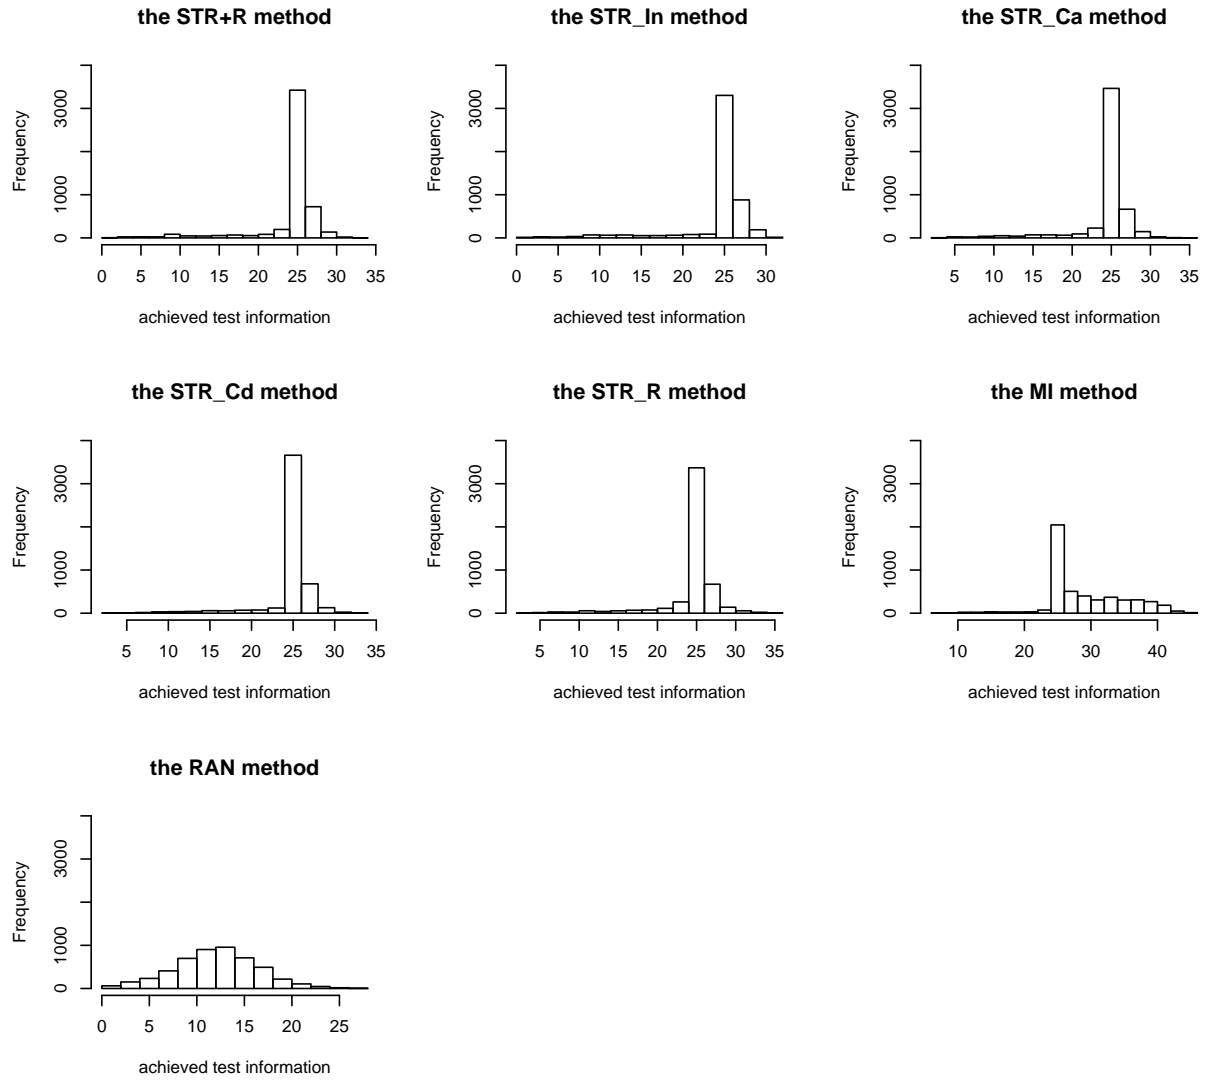 the STR+R method
Frequency
0 1000 3000
0 5 10 15 20 25 30 35
achieved test information
the STR_In method
Frequency
0 1000 3000
0 5 10 15 20 25 30
achieved test information
the STR_Ca method
Frequency
0 1000 3000
5 10 15 20 25 30 35
achieved test information
the STR_Cd method
Frequency
0 1000 3000
5 10 15 20 25 30 35
achieved test information
the STR_R method
Frequency
0 1000 3000
5 10 15 20 25 30 35
achieved test information
the MI method
Frequency
0 1000 3000
10 20 30 40
achieved test information
the RAN method
Frequency
0 1000 3000
0 5 10 15 20 25
achieved test information